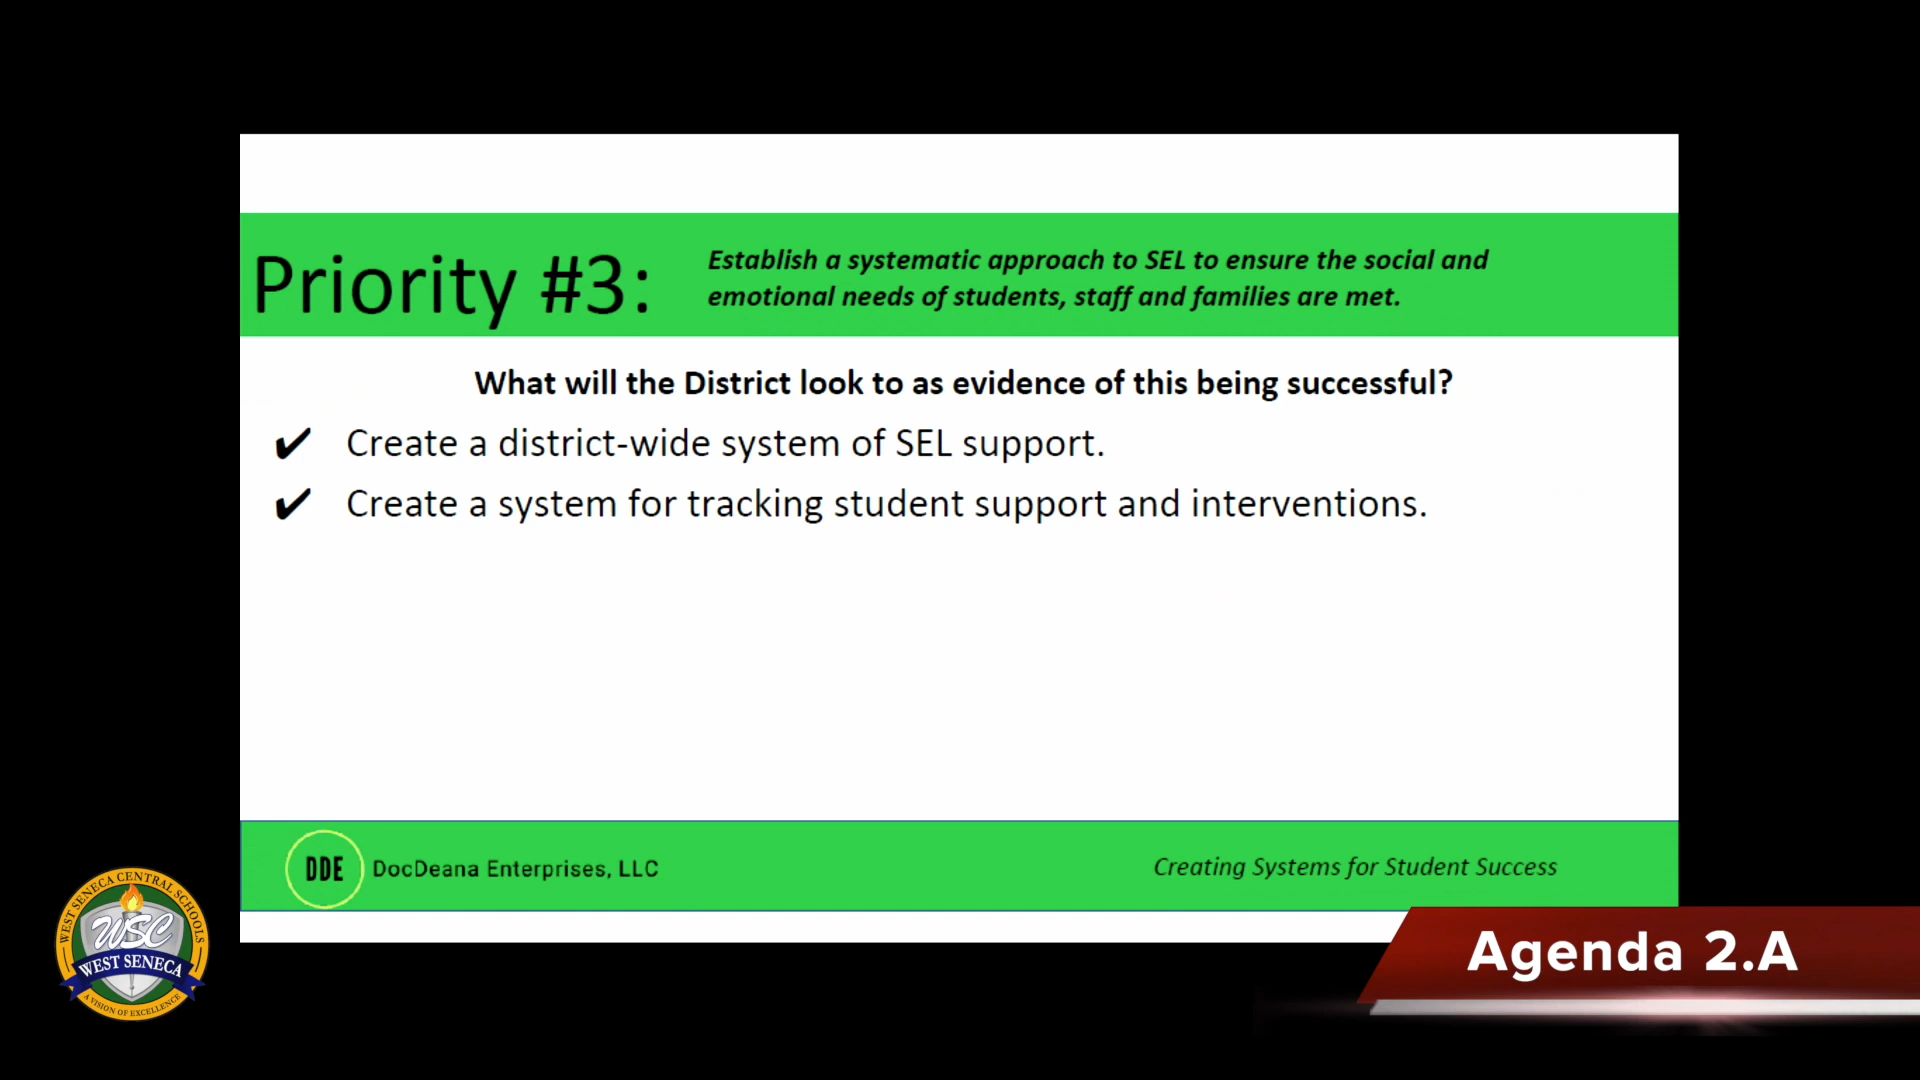 Priority #3:
Establish a systematic approach to SEL to ensure the social and
emotional needs of students, staff and families are met.
What will the District look to as evidence of this being successful?
✔ Create a district-wide system of SEL support.
✔ Create a system for tracking student support and interventions.
DDE
DocDeana Enterprises, LLC
Creating Systems for Student Success
WEST SENECA CENTRAL SCHOOLS
WSC
WEST SENECA
A VISION OF EXCELLENCE
Agenda 2.A